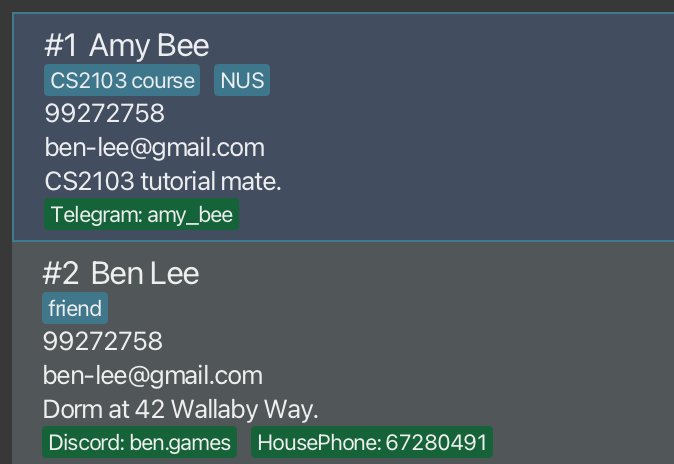 #1 Amy Bee
CS2103 course NUS
99272758
ben-lee@gmail.com
CS2103 tutorial mate.
Telegram: amy_bee
#2 Ben Lee
friend
99272758
ben-lee@gmail.com
Dorm at 42 Wallaby Way.
Discord: ben.games HousePhone: 67280491